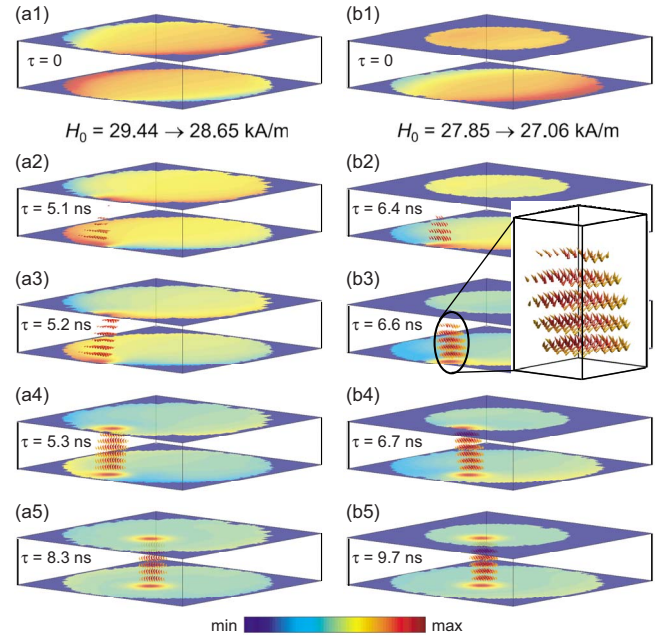 (a1) (b1)
τ = 0 τ = 0
H₀ = 29.44 → 28.65 kA/m H₀ = 27.85 → 27.06 kA/m
(a2) (b2)
τ = 5.1 ns τ = 6.4 ns
(a3) (b3)
τ = 5.2 ns τ = 6.6 ns
(a4) (b4)
τ = 5.3 ns τ = 6.7 ns
(a5) (b5)
τ = 8.3 ns τ = 9.7 ns
min max